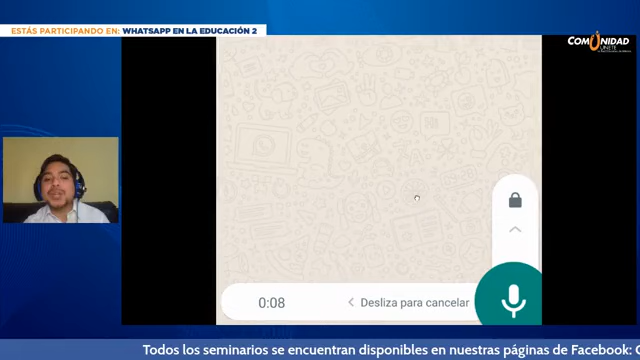 ESTÁS PARTICIPANDO EN: WHATSAPP EN LA EDUCACIÓN 2
COMUNIDAD
ÚNETE
0:08
Desliza para cancelar
Todos los seminarios se encuentran disponibles en nuestras páginas de Facebook: C